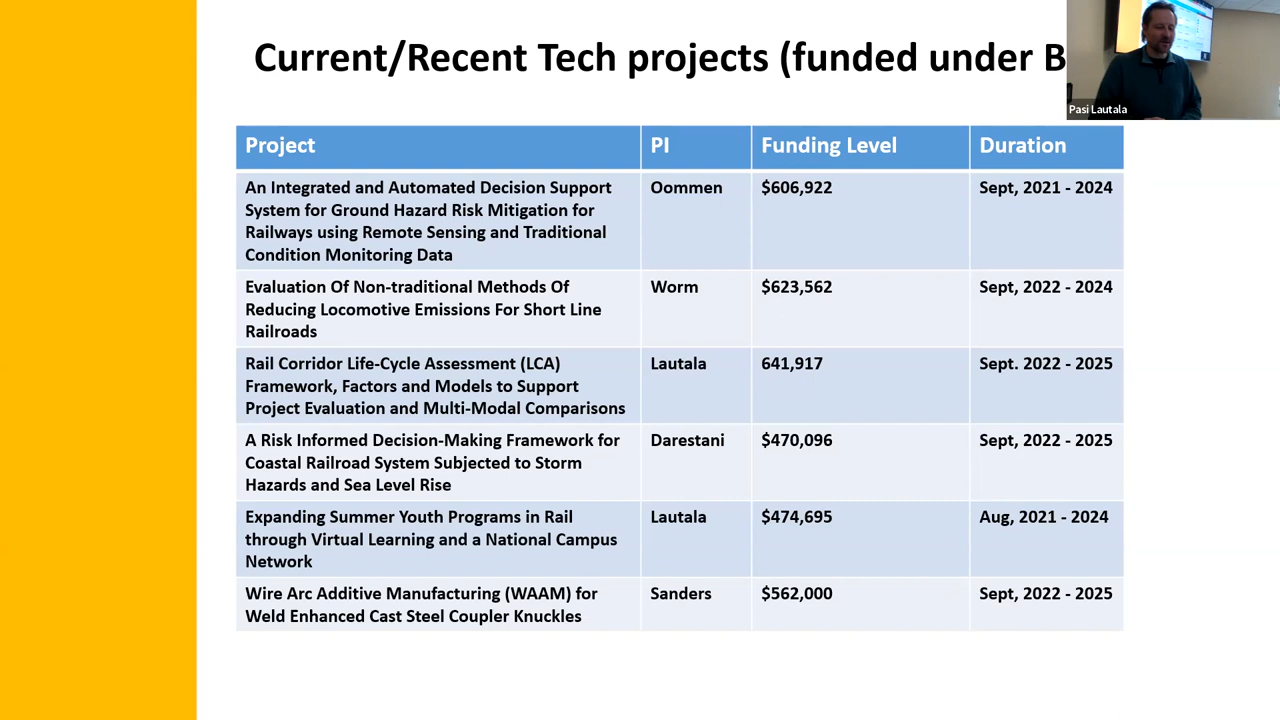 Current/Recent Tech projects (funded under B
Pasi Lautala
Project PI Funding Level Duration
An Integrated and Automated Decision Support Oommen $606,922 Sept, 2021 - 2024
System for Ground Hazard Risk Mitigation for
Railways using Remote Sensing and Traditional
Condition Monitoring Data
Evaluation Of Non-traditional Methods Of Worm $623,562 Sept, 2022 - 2024
Reducing Locomotive Emissions For Short Line
Railroads
Rail Corridor Life-Cycle Assessment (LCA) Lautala 641,917 Sept. 2022 - 2025
Framework, Factors and Models to Support
Project Evaluation and Multi-Modal Comparisons
A Risk Informed Decision-Making Framework for Darestani $470,096 Sept, 2022 - 2025
Coastal Railroad System Subjected to Storm
Hazards and Sea Level Rise
Expanding Summer Youth Programs in Rail Lautala $474,695 Aug, 2021 - 2024
through Virtual Learning and a National Campus
Network
Wire Arc Additive Manufacturing (WAAM) for Sanders $562,000 Sept, 2022 - 2025
Weld Enhanced Cast Steel Coupler Knuckles